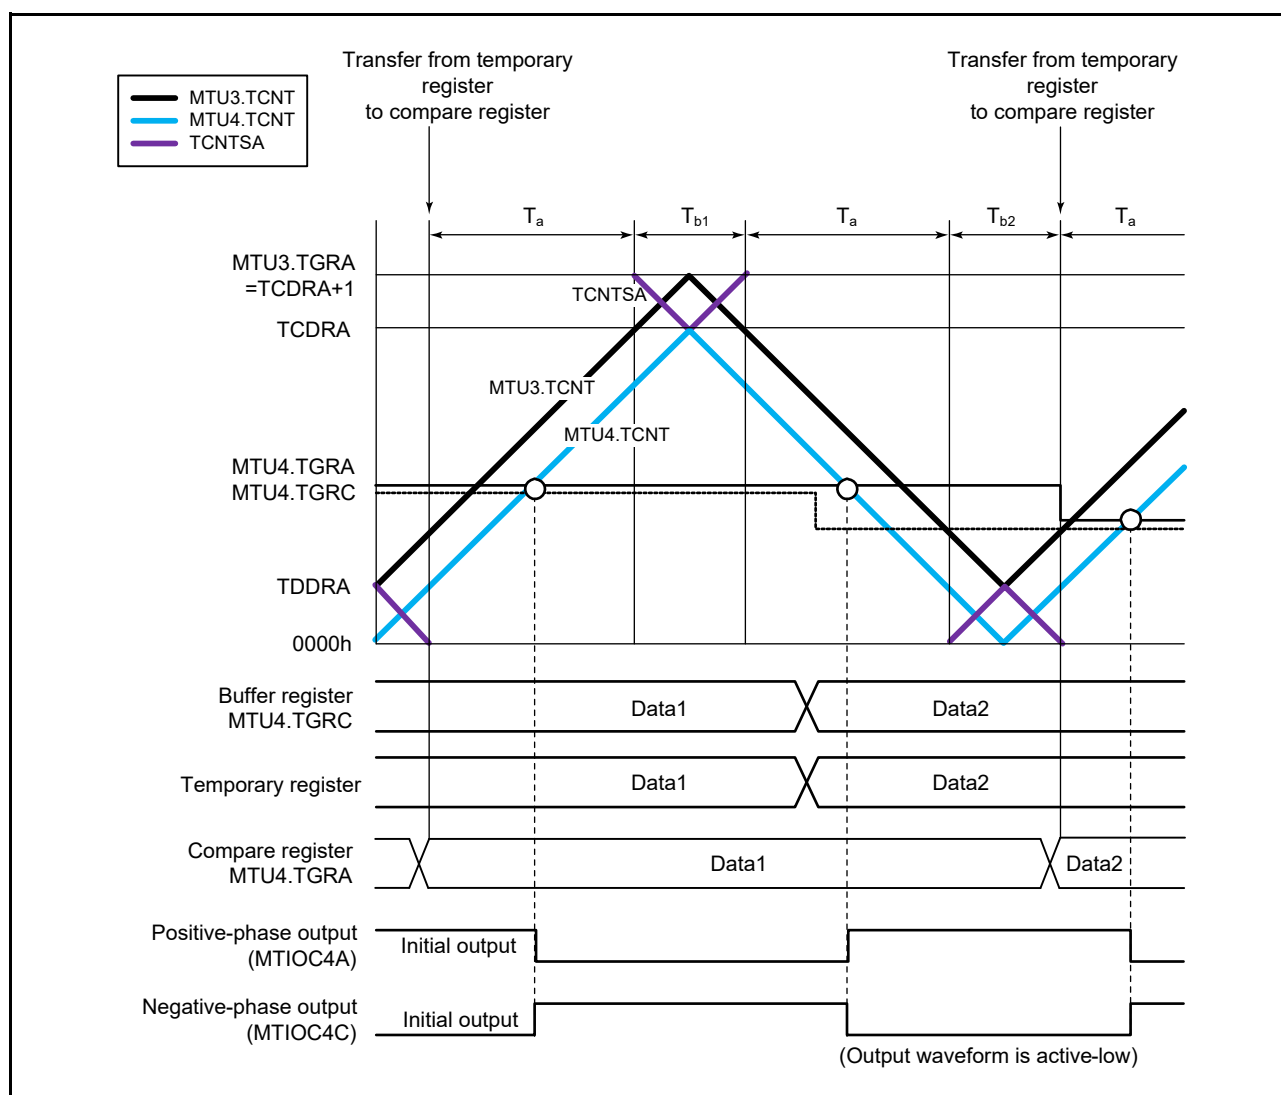 Transfer from temporary
register
to compare register
Transfer from temporary
register
to compare register
MTU3.TCNT
MTU4.TCNT
TCNTSA
Ta
Tb1
Ta
Tb2
Ta
MTU3.TGRA
=TCDRA+1
TCNTSA
TCDRA
MTU3.TCNT
MTU4.TCNT
MTU4.TGRA
MTU4.TGRC
TDDRA
0000h
Buffer register
MTU4.TGRC
Data1
Data2
Temporary register
Data1
Data2
Compare register
MTU4.TGRA
Data1
Data2
Positive-phase output
(MTIOC4A)
Initial output
Negative-phase output
(MTIOC4C)
Initial output
(Output waveform is active-low)